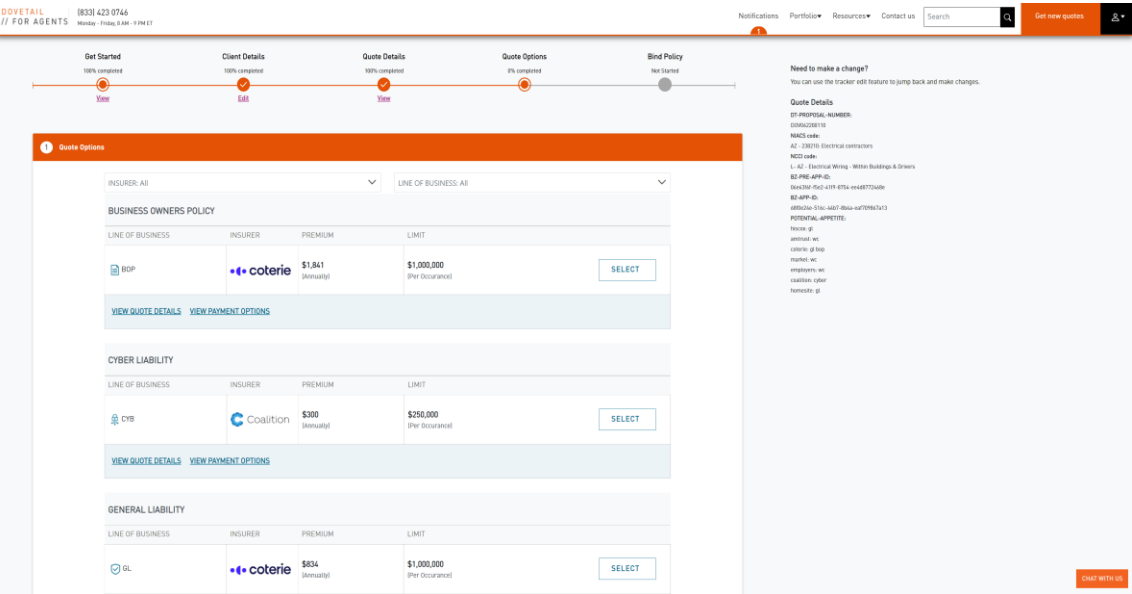 DOVETAIL
// FOR AGENTS
(833) 423 0746
Monday - Friday, 8 AM - 9 PM ET
Notifications
1
Portfolio▾
Resources▾
Contact us
Search
Get new quotes
Get Started
100% completed
View
Client Details
100% completed
Edit
Quote Details
100% completed
View
Quote Options
0% completed
Bind Policy
Not Started
1 Quote Options
INSURER: All
LINE OF BUSINESS: All
BUSINESS OWNERS POLICY
LINE OF BUSINESS INSURER PREMIUM LIMIT
BOP coterie $1,841 $1,000,000 SELECT
(Annually) (Per Occurance)
VIEW QUOTE DETAILS VIEW PAYMENT OPTIONS
CYBER LIABILITY
LINE OF BUSINESS INSURER PREMIUM LIMIT
CYB Coalition $300 $250,000 SELECT
(Annually) (Per Occurance)
VIEW QUOTE DETAILS VIEW PAYMENT OPTIONS
GENERAL LIABILITY
LINE OF BUSINESS INSURER PREMIUM LIMIT
GL coterie $834 $1,000,000 SELECT
(Annually) (Per Occurance)
Need to make a change?
You can use the tracker edit feature to jump back and make changes.
Quote Details
DT-PROPOSAL-NUMBER:
NIACS code:
AZ - 238210: Electrical contractors
NCCI code:
L- AZ - Electrical Wiring - Within Buildings & Drivers
BZ-PRE-APP-ID:
BZ-APP-ID:
POTENTIAL-APPETITE:
hiscox: gl
amtrust: wc
coterie: gl bop
markel: wc
employers: wc
coalition: cyber
homesite: gl
CHAT WITH US